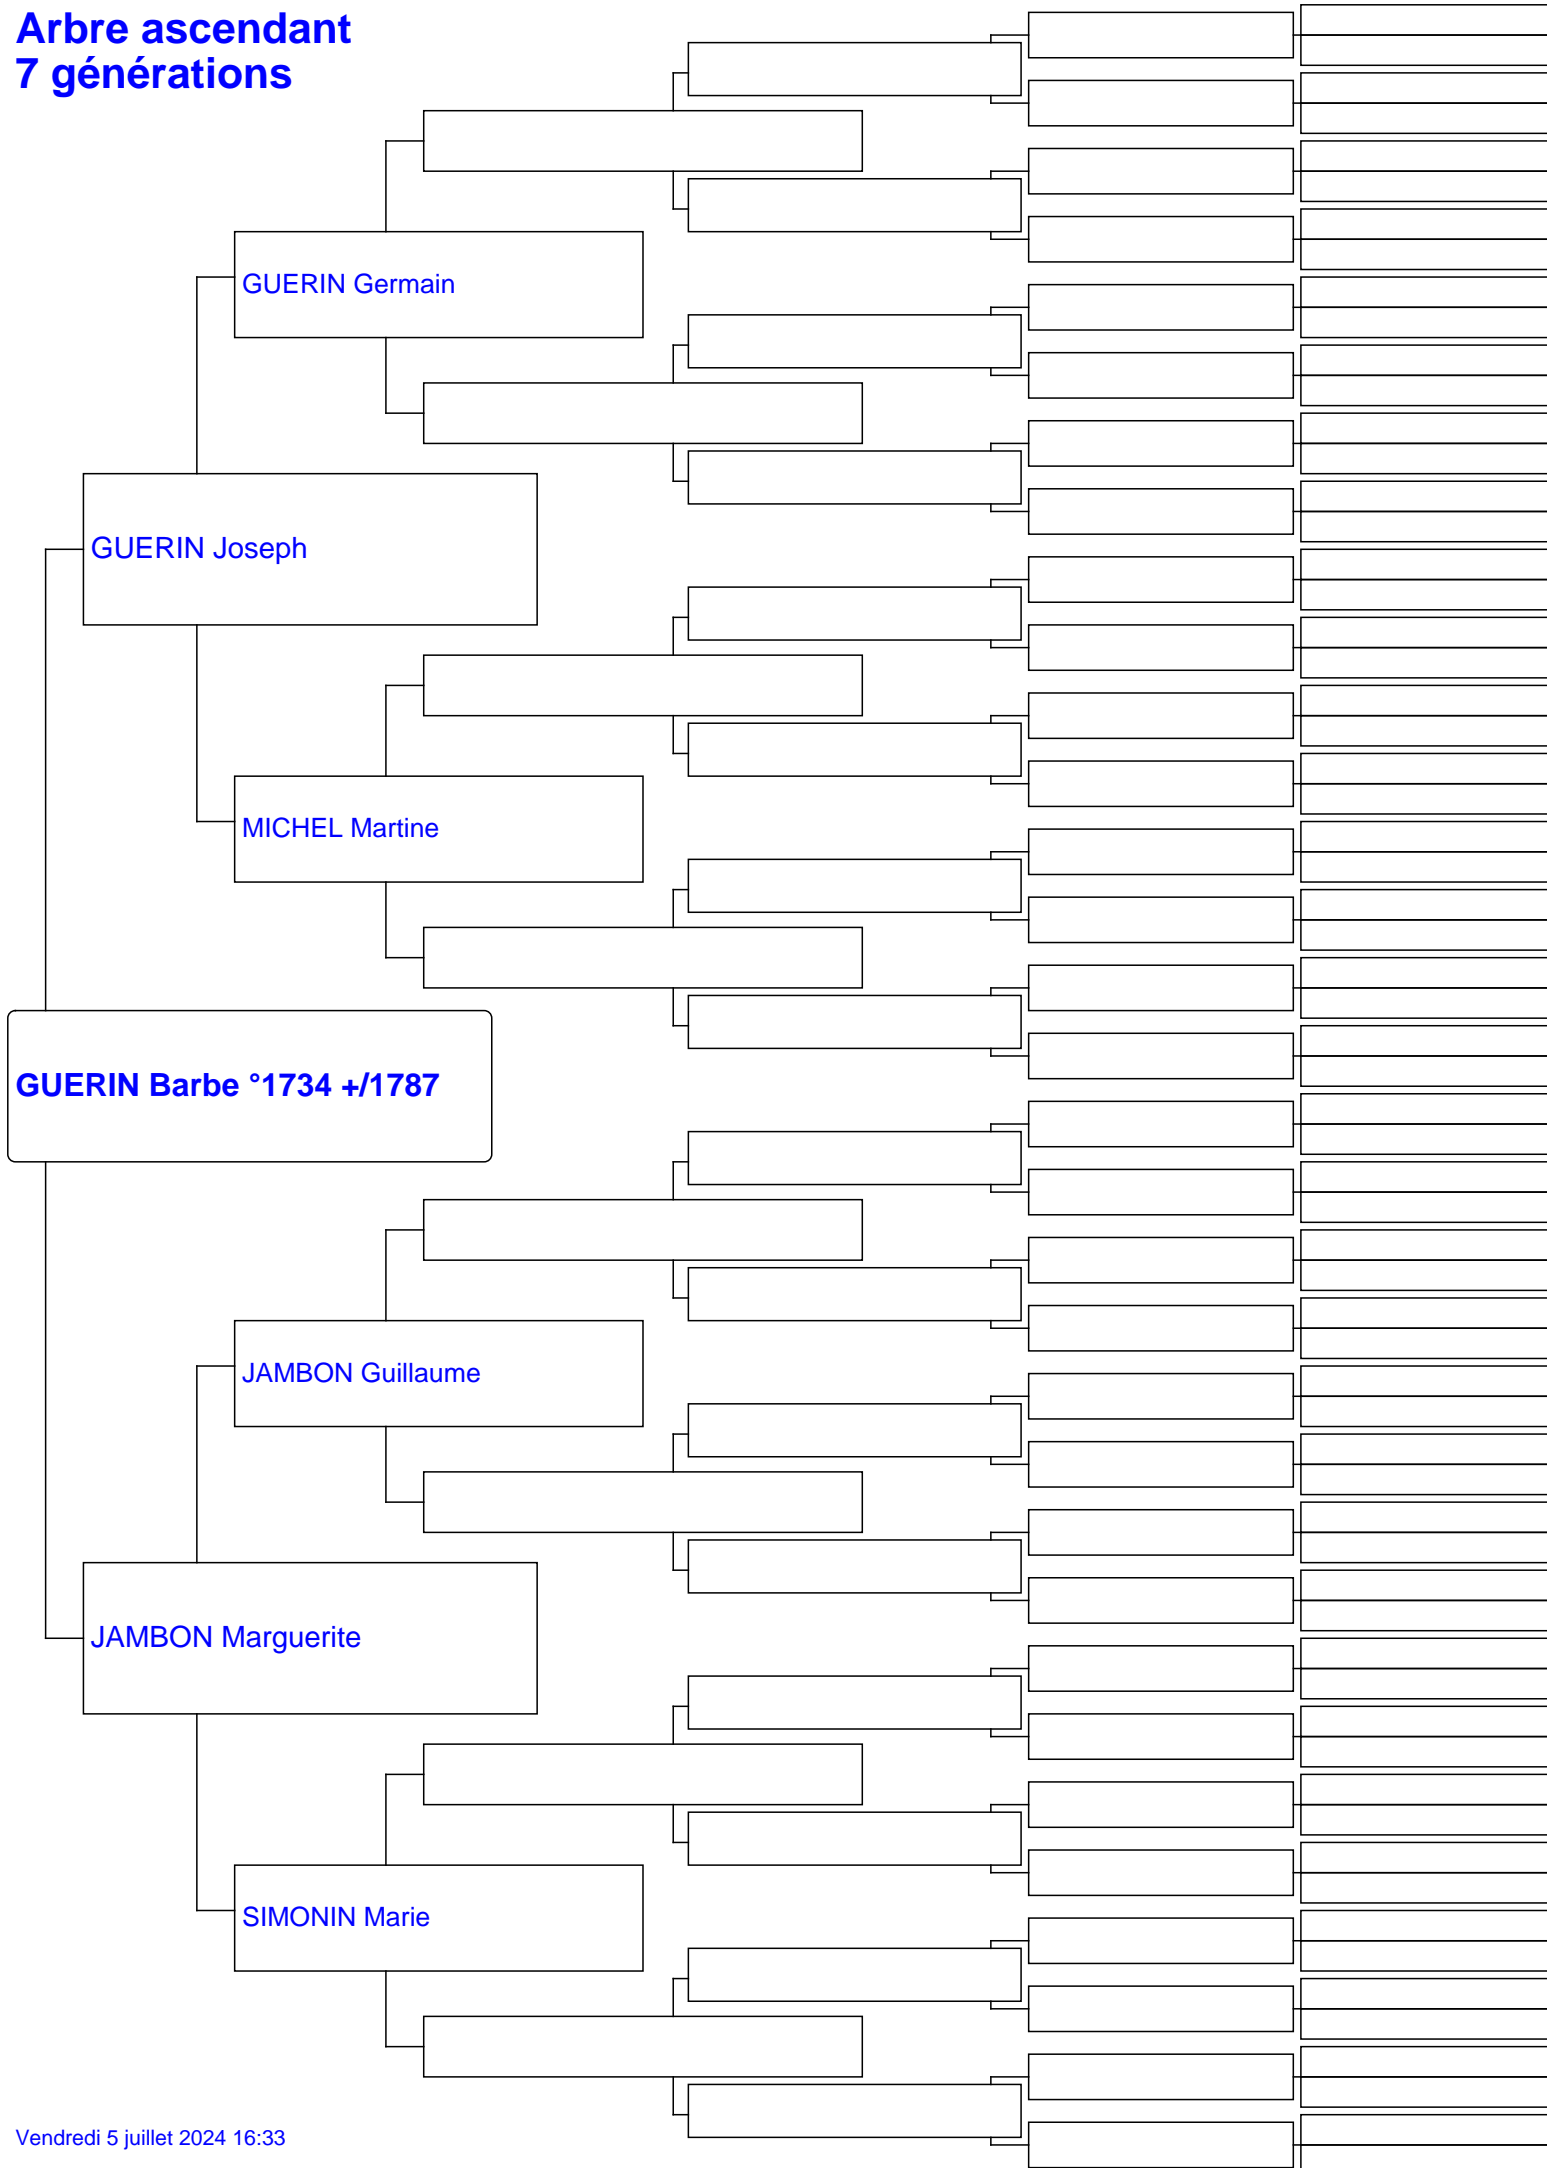 Arbre ascendant
7 générations
GUERIN Germain
GUERIN Joseph
MICHEL Martine
GUERIN Barbe °1734 +/1787
JAMBON Guillaume
JAMBON Marguerite
SIMONIN Marie
Vendredi 5 juillet 2024 16:33